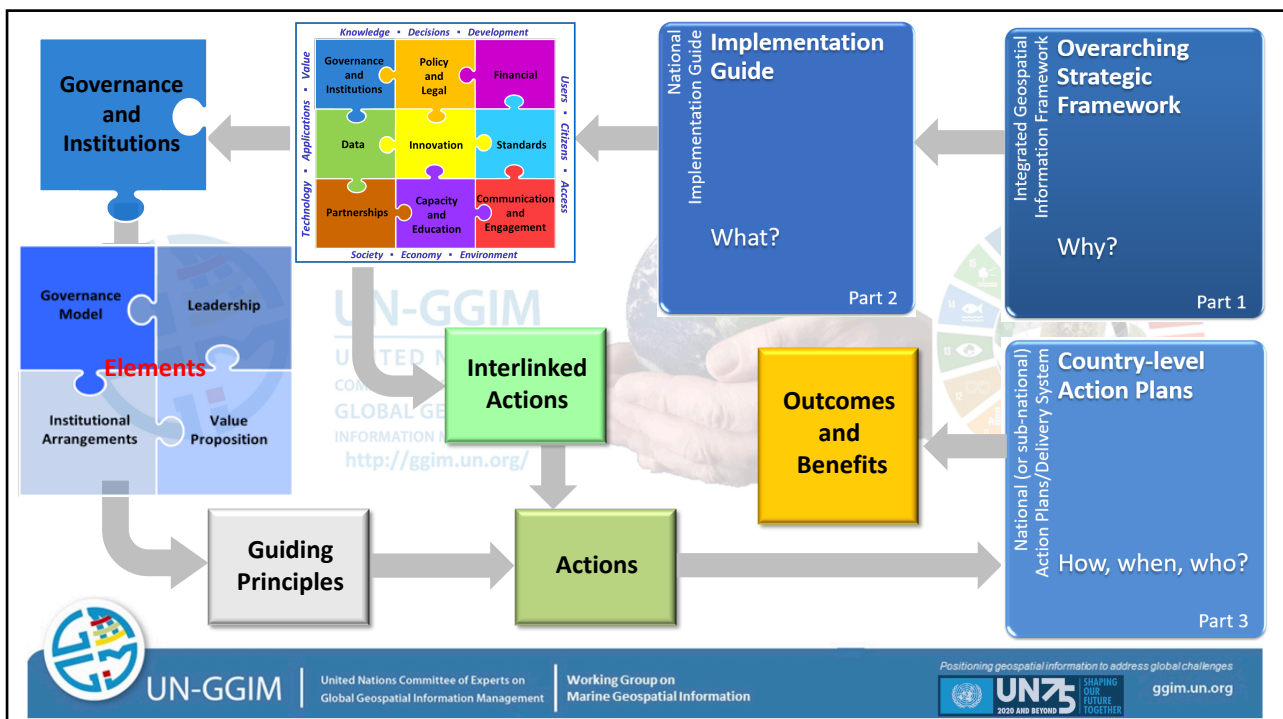 Governance
and
Institutions
Knowledge ▪ Decisions ▪ Development
Technology ▪ Applications ▪ Value
Users ▪ Citizens ▪ Access
Society ▪ Economy ▪ Environment
Governance
and
Institutions
Policy
and
Legal
Financial
Data
Innovation
Standards
Partnerships
Capacity
and
Education
Communication
and
Engagement
National
Implementation Guide
Implementation
Guide
What?
Part 2
Integrated Geospatial
Information Framework
Overarching
Strategic
Framework
Why?
Part 1
Governance
Model
Leadership
Elements
Institutional
Arrangements
Value
Proposition
UN-GGIM
UNITED N
COM
GLOBAL GE
INFORMATION M
http://ggim.un.org/
Interlinked
Actions
Outcomes
and
Benefits
National (or sub-national)
Action Plans/Delivery System
Country-level
Action Plans
How, when, who?
Part 3
Guiding
Principles
Actions
UN-GGIM
United Nations Committee of Experts on
Global Geospatial Information Management
Working Group on
Marine Geospatial Information
Positioning geospatial information to address global challenges
UN75
2020 AND BEYOND
SHAPING
OUR
FUTURE
TOGETHER
ggim.un.org